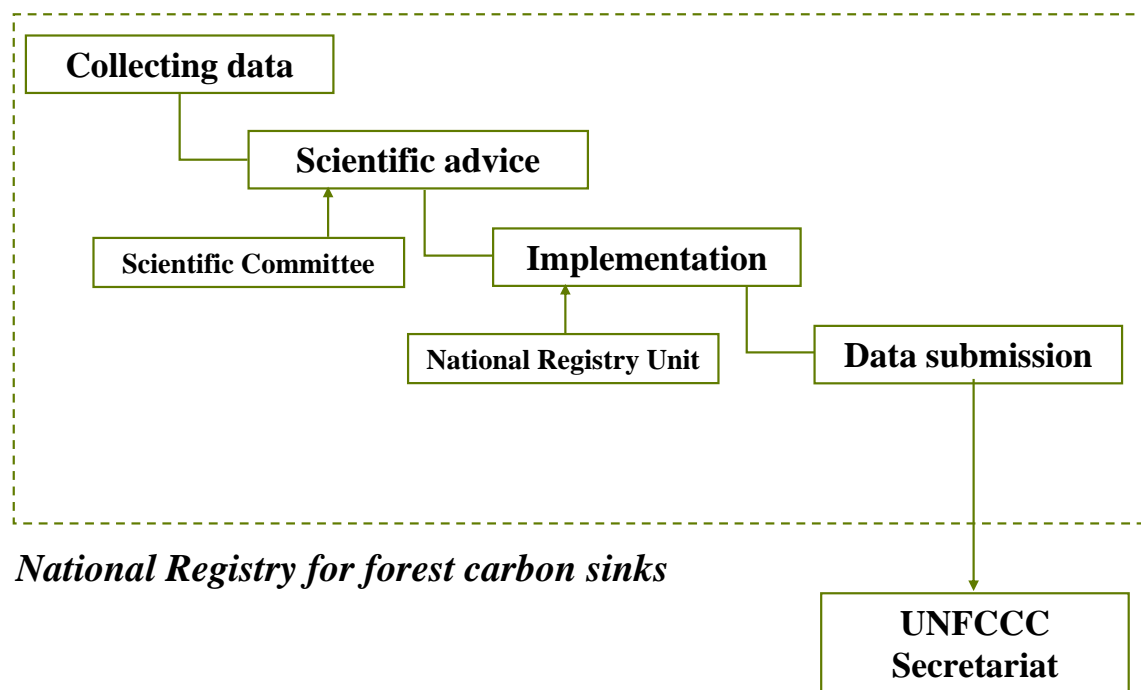 Collecting data
Scientific advice
Scientific Committee
Implementation
National Registry Unit
Data submission
National Registry for forest carbon sinks
UNFCCC
Secretariat